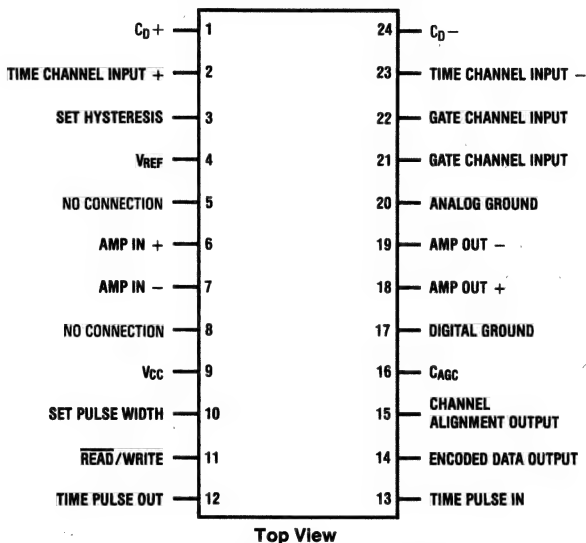 CD+ 1 24 CD−
TIME CHANNEL INPUT + 2 23 TIME CHANNEL INPUT −
SET HYSTERESIS 3 22 GATE CHANNEL INPUT
VREF 4 21 GATE CHANNEL INPUT
NO CONNECTION 5 20 ANALOG GROUND
AMP IN + 6 19 AMP OUT −
AMP IN − 7 18 AMP OUT +
NO CONNECTION 8 17 DIGITAL GROUND
VCC 9 16 CAGC
SET PULSE WIDTH 10 15 CHANNEL
ALIGNMENT OUTPUT
READ/WRITE 11 14 ENCODED DATA OUTPUT
TIME PULSE OUT 12 13 TIME PULSE IN
Top View